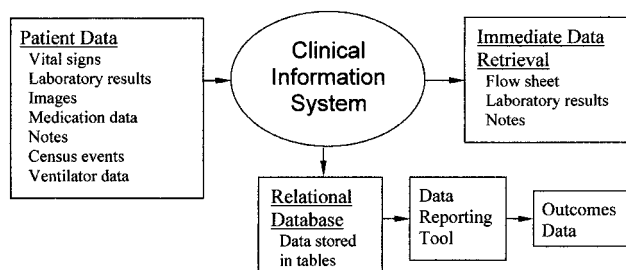 Patient Data
Vital signs
Laboratory results
Images
Medication data
Notes
Census events
Ventilator data
Clinical
Information
System
Immediate Data
Retrieval
Flow sheet
Laboratory results
Notes
Relational
Database
Data stored
in tables
Data
Reporting
Tool
Outcomes
Data